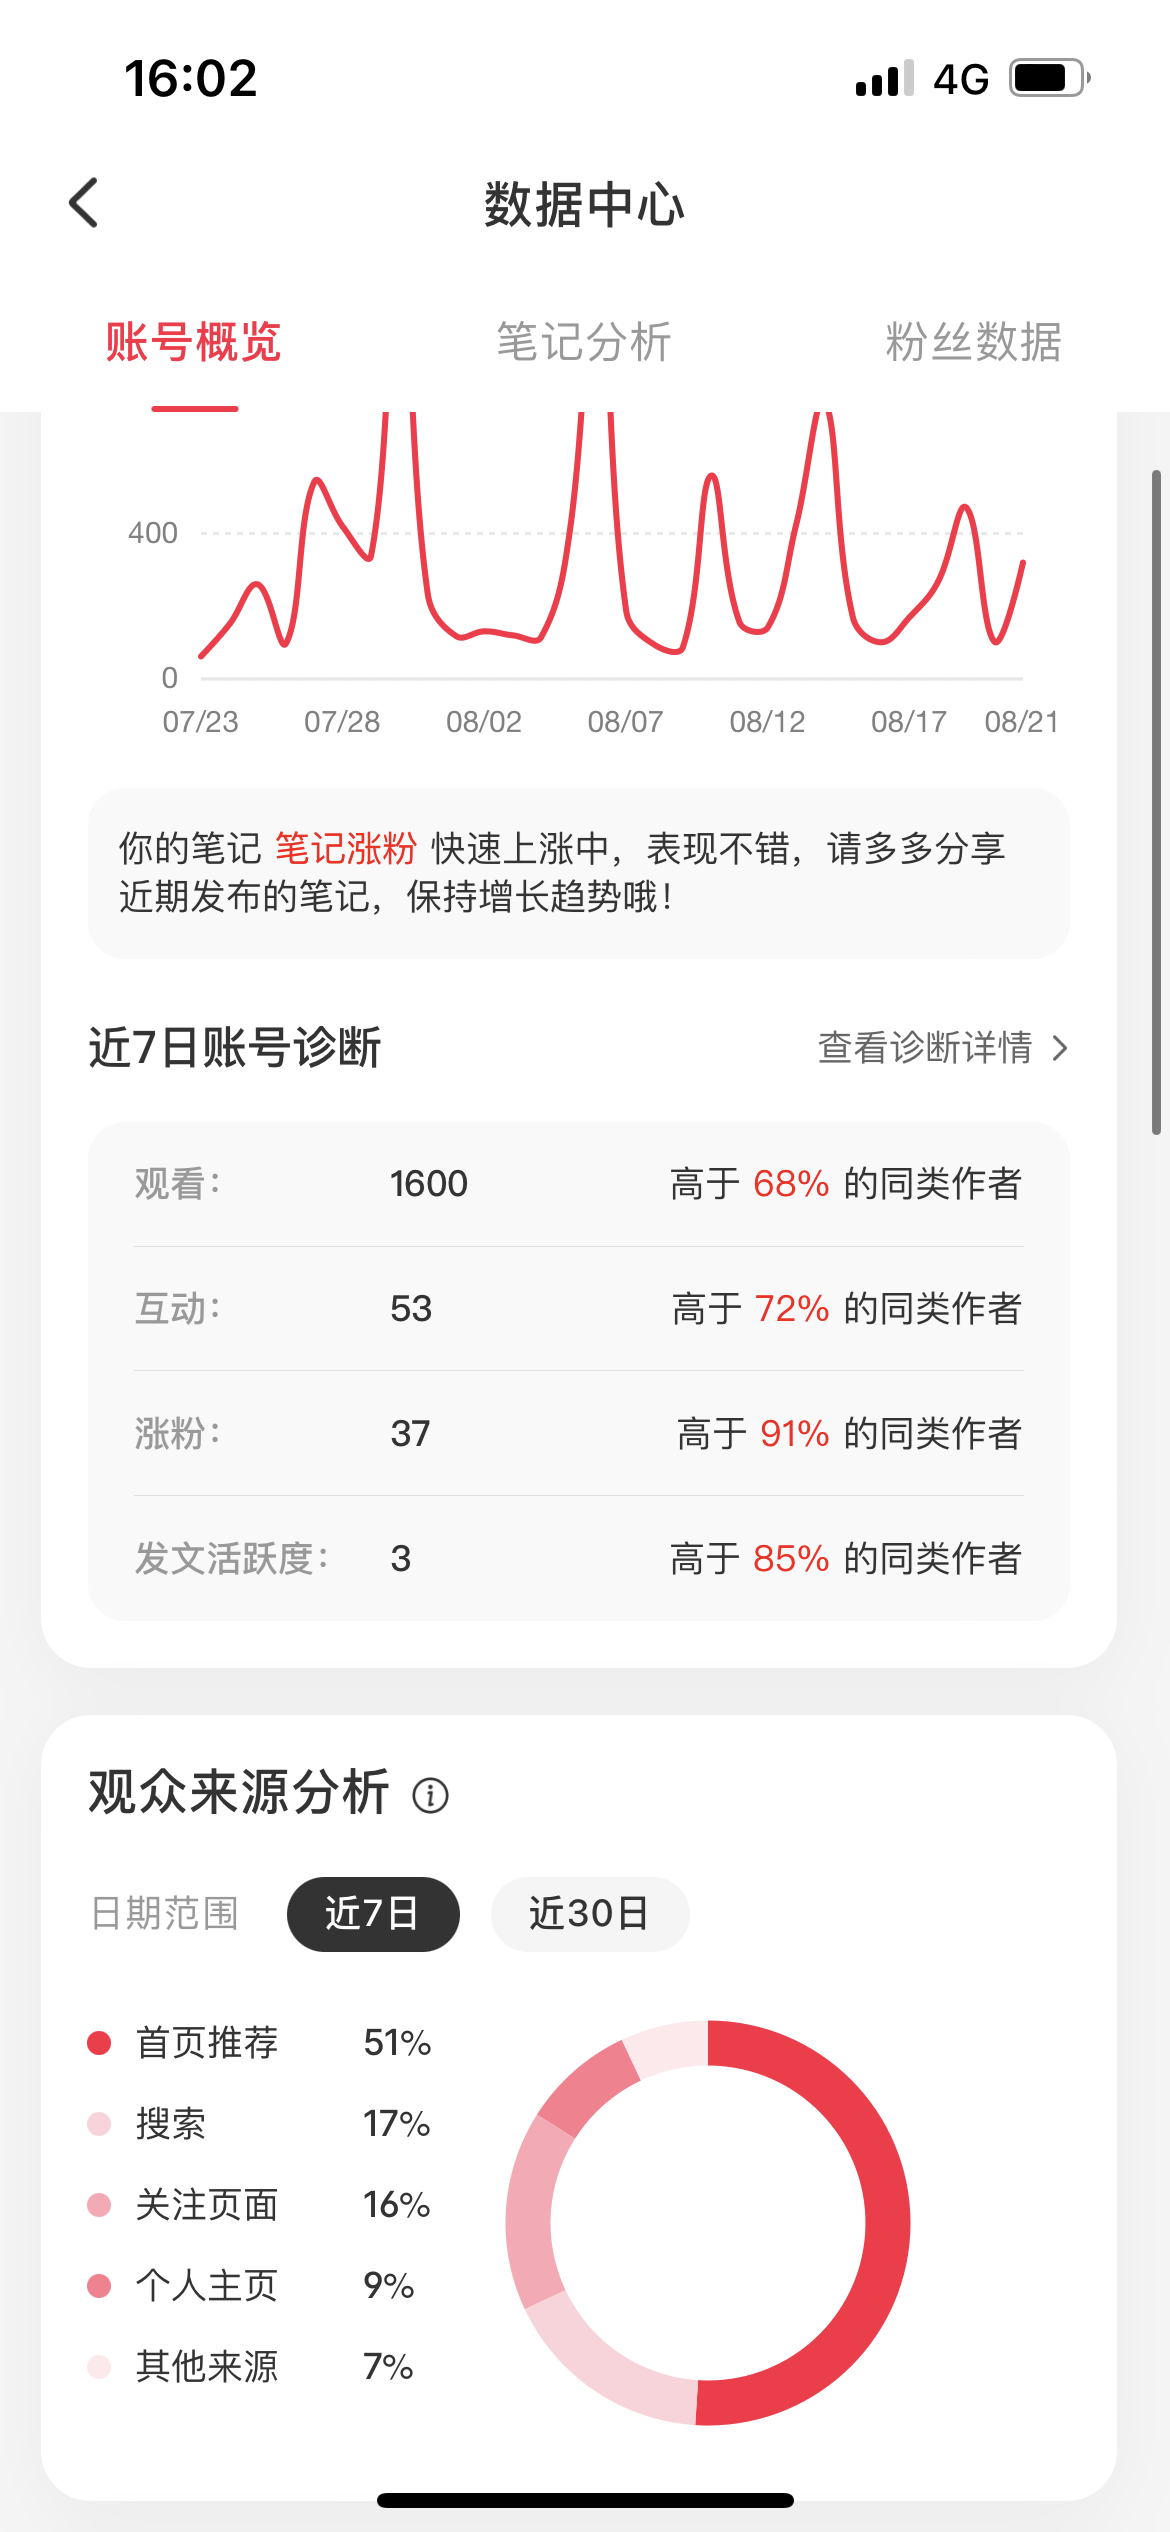 16:02
4G
数据中心
账号概览 笔记分析 粉丝数据
400
0
07/23 07/28 08/02 08/07 08/12 08/17 08/21
你的笔记 笔记涨粉 快速上涨中，表现不错，请多多分享
近期发布的笔记，保持增长趋势哦！
近7日账号诊断 查看诊断详情
观看： 1600 高于 68% 的同类作者
互动： 53 高于 72% 的同类作者
涨粉： 37 高于 91% 的同类作者
发文活跃度： 3 高于 85% 的同类作者
观众来源分析
日期范围 近7日 近30日
首页推荐 51%
搜索 17%
关注页面 16%
个人主页 9%
其他来源 7%